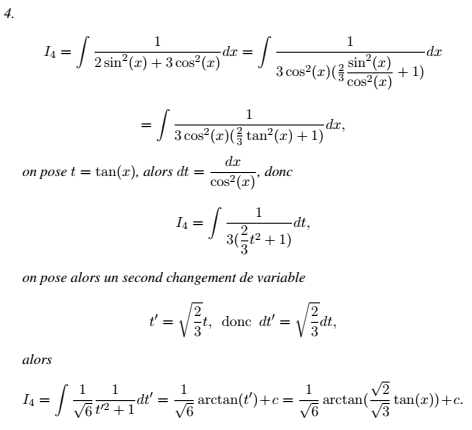 4.
I₄ = ∫ 1/(2 sin²(x) + 3 cos²(x)) dx = ∫ 1/(3 cos²(x)(2/3 sin²(x)/cos²(x) + 1)) dx
= ∫ 1/(3 cos²(x)(2/3 tan²(x) + 1)) dx,
on pose t = tan(x), alors dt = dx/cos²(x), donc
I₄ = ∫ 1/(3(2/3 t² + 1)) dt,
on pose alors un second changement de variable
t′ = √(2/3) t, donc dt′ = √(2/3) dt,
alors
I₄ = ∫ 1/√6 1/(t′² + 1) dt′ = 1/√6 arctan(t′)+c = 1/√6 arctan(√2/√3 tan(x))+c.